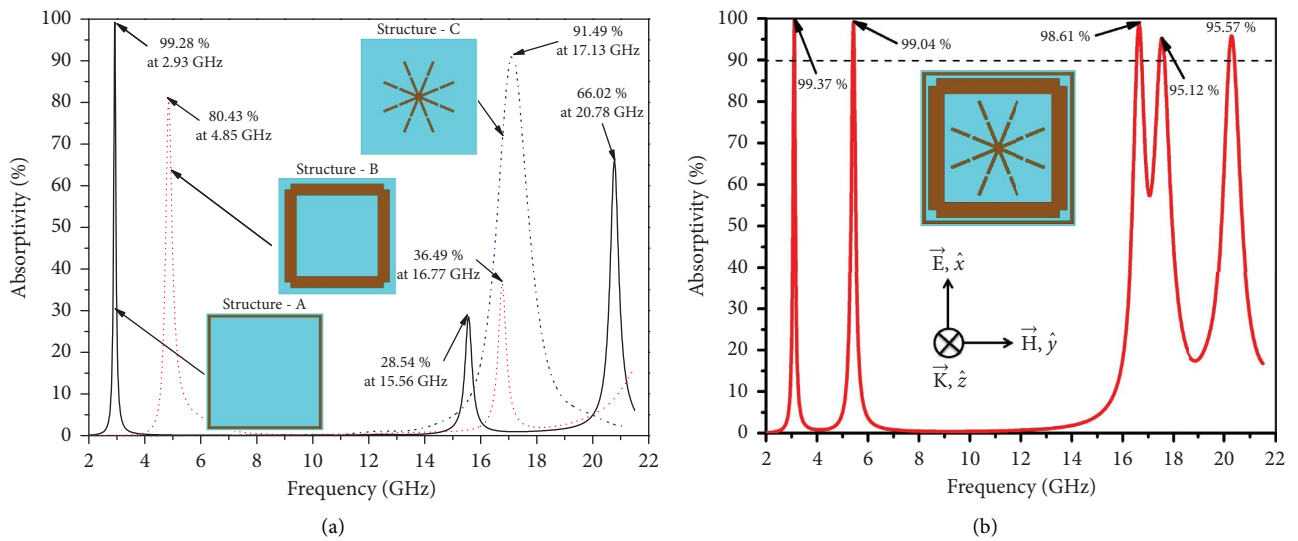 Structure - C
99.28 %
at 2.93 GHz
91.49 %
at 17.13 GHz
80.43 %
at 4.85 GHz
66.02 %
at 20.78 GHz
Structure - B
36.49 %
at 16.77 GHz
Structure - A
28.54 %
at 15.56 GHz
100
90
80
70
60
50
40
30
20
10
0
Absorptivity (%)
2 4 6 8 10 12 14 16 18 20 22
Frequency (GHz)
(a)
99.37 %
99.04 %
98.61 %
95.12 %
95.57 %
E, x̂
H, ŷ
K, ẑ
100
90
80
70
60
50
40
30
20
10
0
Absorptivity (%)
2 4 6 8 10 12 14 16 18 20 22
Frequency (GHz)
(b)